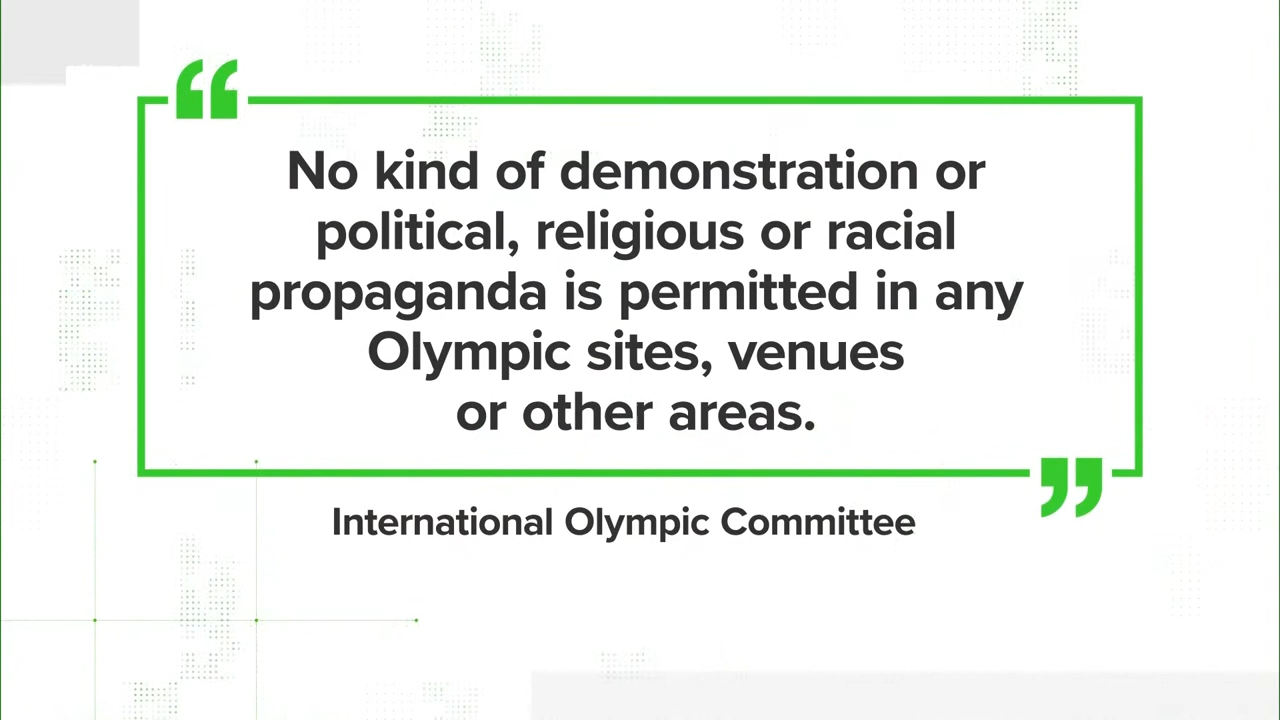 “
No kind of demonstration or
political, religious or racial
propaganda is permitted in any
Olympic sites, venues
or other areas.
”
International Olympic Committee